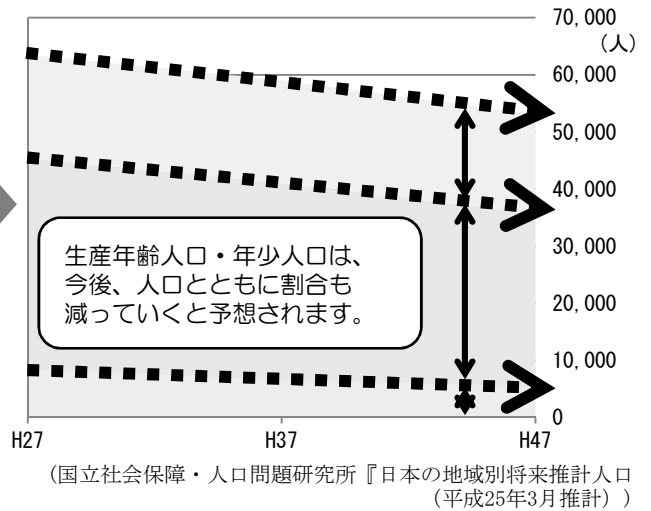 70,000
(人)
60,000
50,000
40,000
30,000
20,000
10,000
0
生産年齢人口・年少人口は、
今後、人口とともに割合も
減っていくと予想されます。
H27
H37
H47
(国立社会保障・人口問題研究所『日本の地域別将来推計人口
(平成25年3月推計))